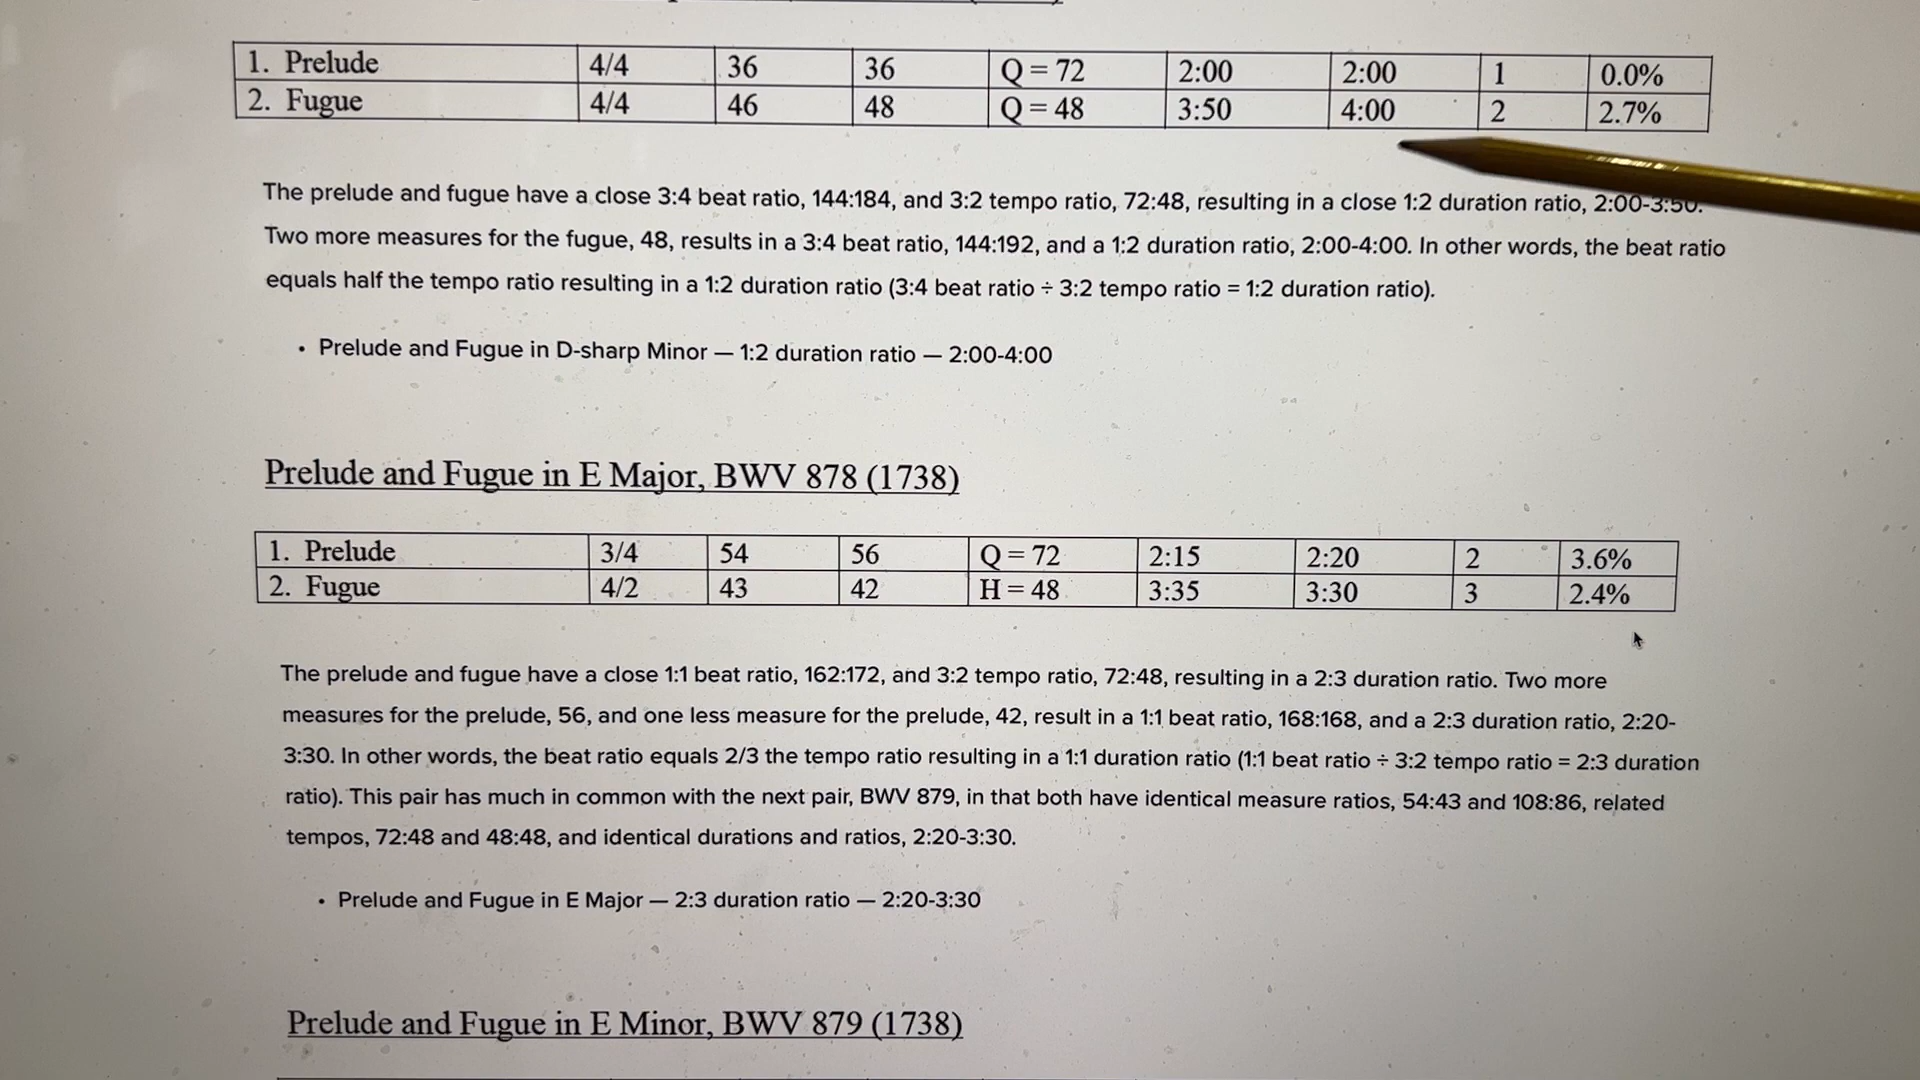 1. Prelude 4/4 36 36 Q = 72 2:00 2:00 1 0.0%
2. Fugue 4/4 46 48 Q = 48 3:50 4:00 2 2.7%
The prelude and fugue have a close 3:4 beat ratio, 144:184, and 3:2 tempo ratio, 72:48, resulting in a close 1:2 duration ratio, 2:00-3:50.
Two more measures for the fugue, 48, results in a 3:4 beat ratio, 144:192, and a 1:2 duration ratio, 2:00-4:00. In other words, the beat ratio
equals half the tempo ratio resulting in a 1:2 duration ratio (3:4 beat ratio ÷ 3:2 tempo ratio = 1:2 duration ratio).
• Prelude and Fugue in D-sharp Minor — 1:2 duration ratio — 2:00-4:00
Prelude and Fugue in E Major, BWV 878 (1738)
1. Prelude 3/4 54 56 Q = 72 2:15 2:20 2 3.6%
2. Fugue 4/2 43 42 H = 48 3:35 3:30 3 2.4%
The prelude and fugue have a close 1:1 beat ratio, 162:172, and 3:2 tempo ratio, 72:48, resulting in a 2:3 duration ratio. Two more
measures for the prelude, 56, and one less measure for the prelude, 42, result in a 1:1 beat ratio, 168:168, and a 2:3 duration ratio, 2:20-
3:30. In other words, the beat ratio equals 2/3 the tempo ratio resulting in a 1:1 duration ratio (1:1 beat ratio ÷ 3:2 tempo ratio = 2:3 duration
ratio). This pair has much in common with the next pair, BWV 879, in that both have identical measure ratios, 54:43 and 108:86, related
tempos, 72:48 and 48:48, and identical durations and ratios, 2:20-3:30.
• Prelude and Fugue in E Major — 2:3 duration ratio — 2:20-3:30
Prelude and Fugue in E Minor, BWV 879 (1738)